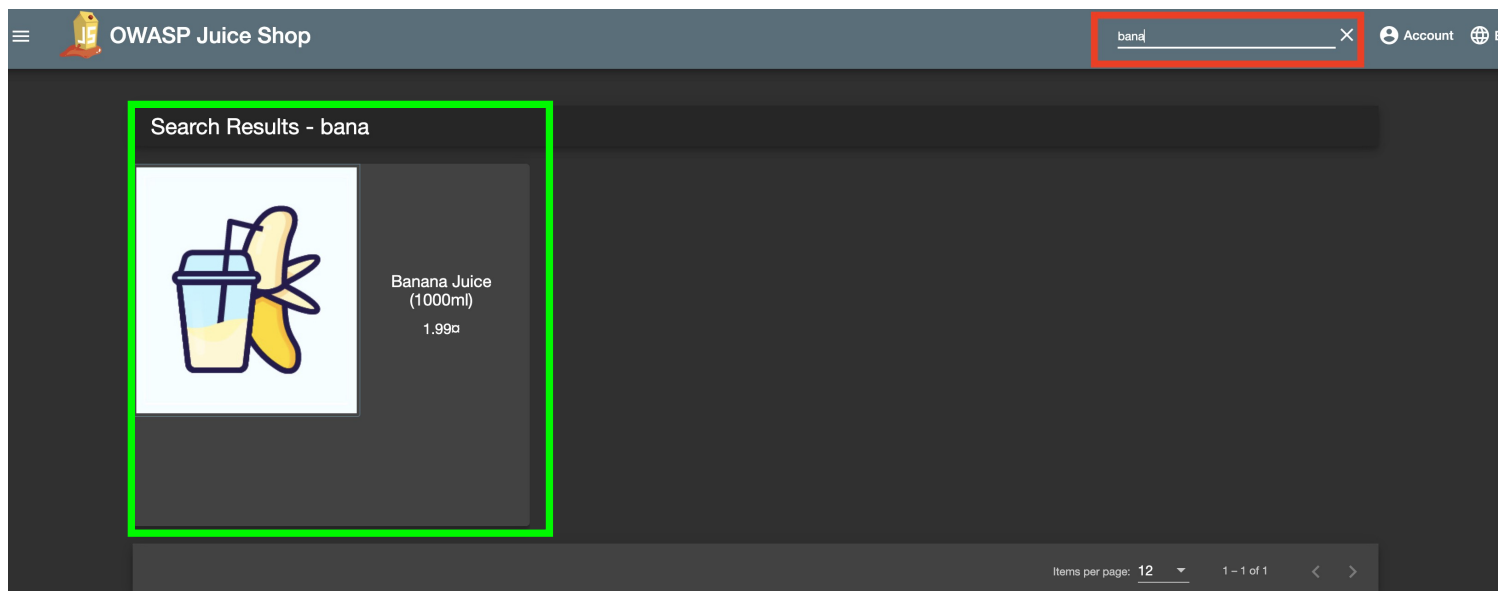 OWASP Juice Shop
bana
Account
Search Results - bana
Banana Juice
(1000ml)
1.99¤
Items per page: 12
1 – 1 of 1